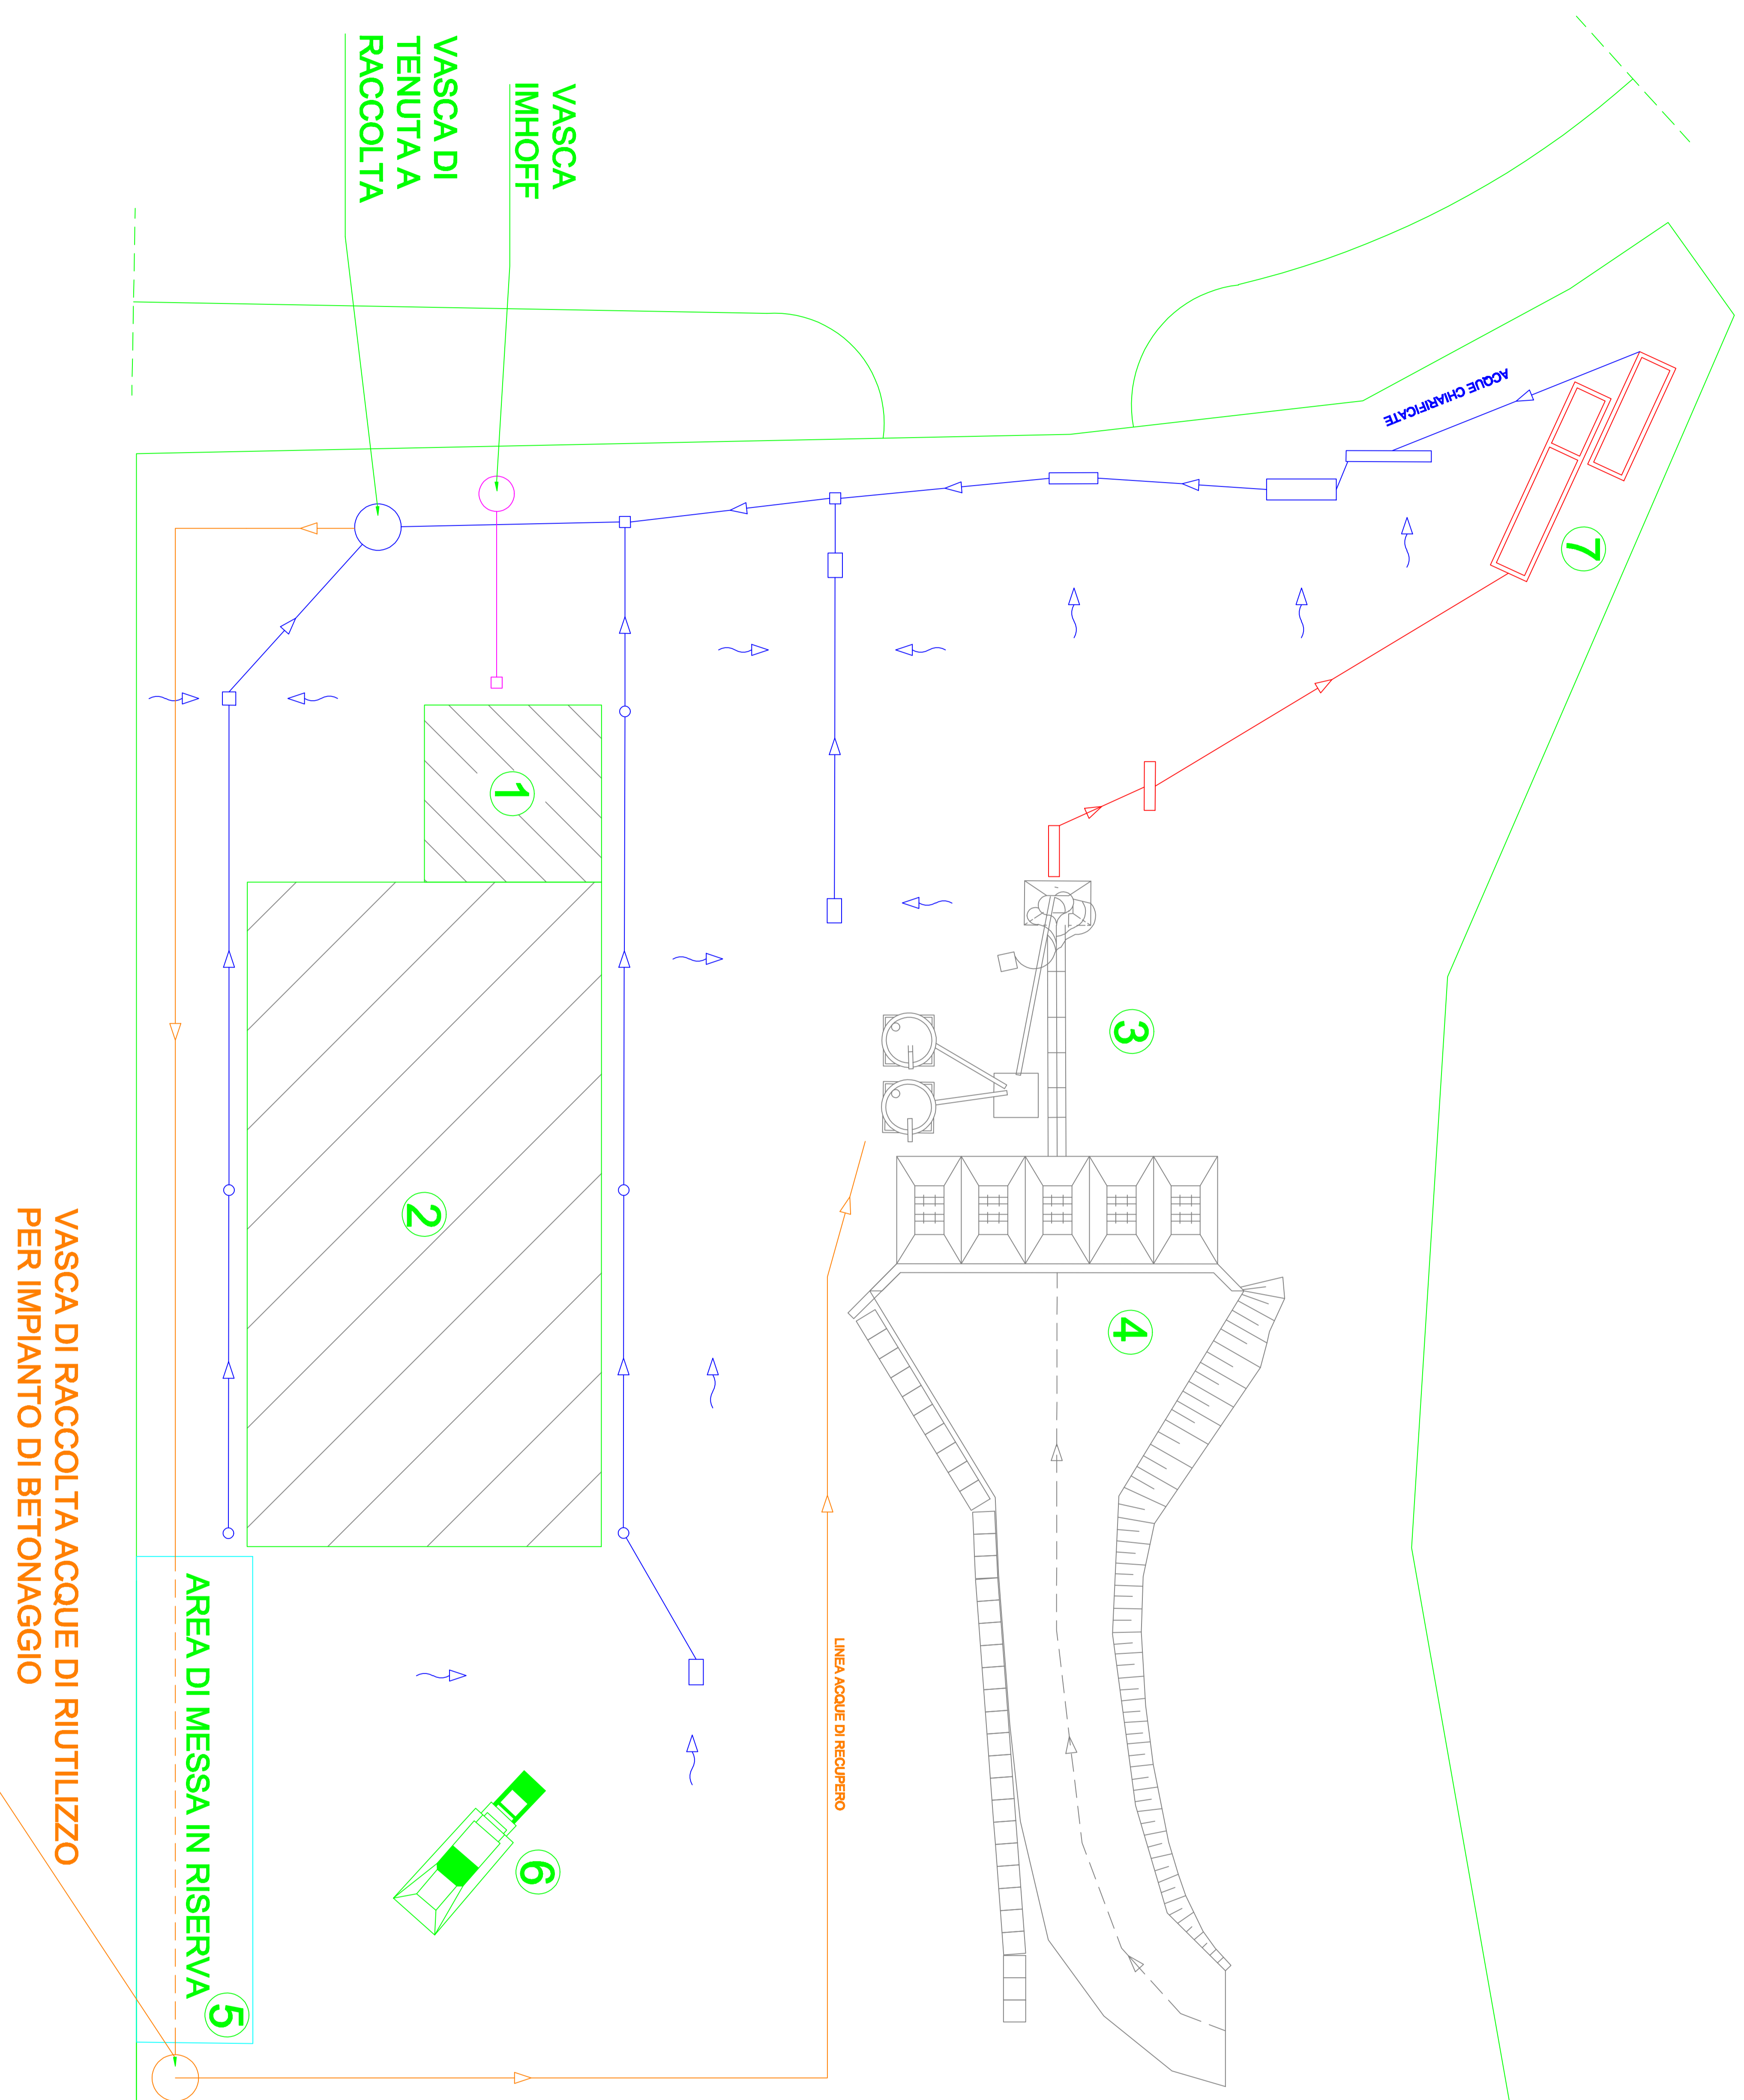 VASCA DI
TENUTA A
RACCOLTA
VASCA
IMHOFF
ACQUE CHIARIFICATE
7
1
3
2
4
LINEA ACQUE DI RECUPERO
6
AREA DI MESSA IN RISERVA
5
VASCA DI RACCOLTA ACQUE DI RIUTILIZZO
PER IMPIANTO DI BETONAGGIO